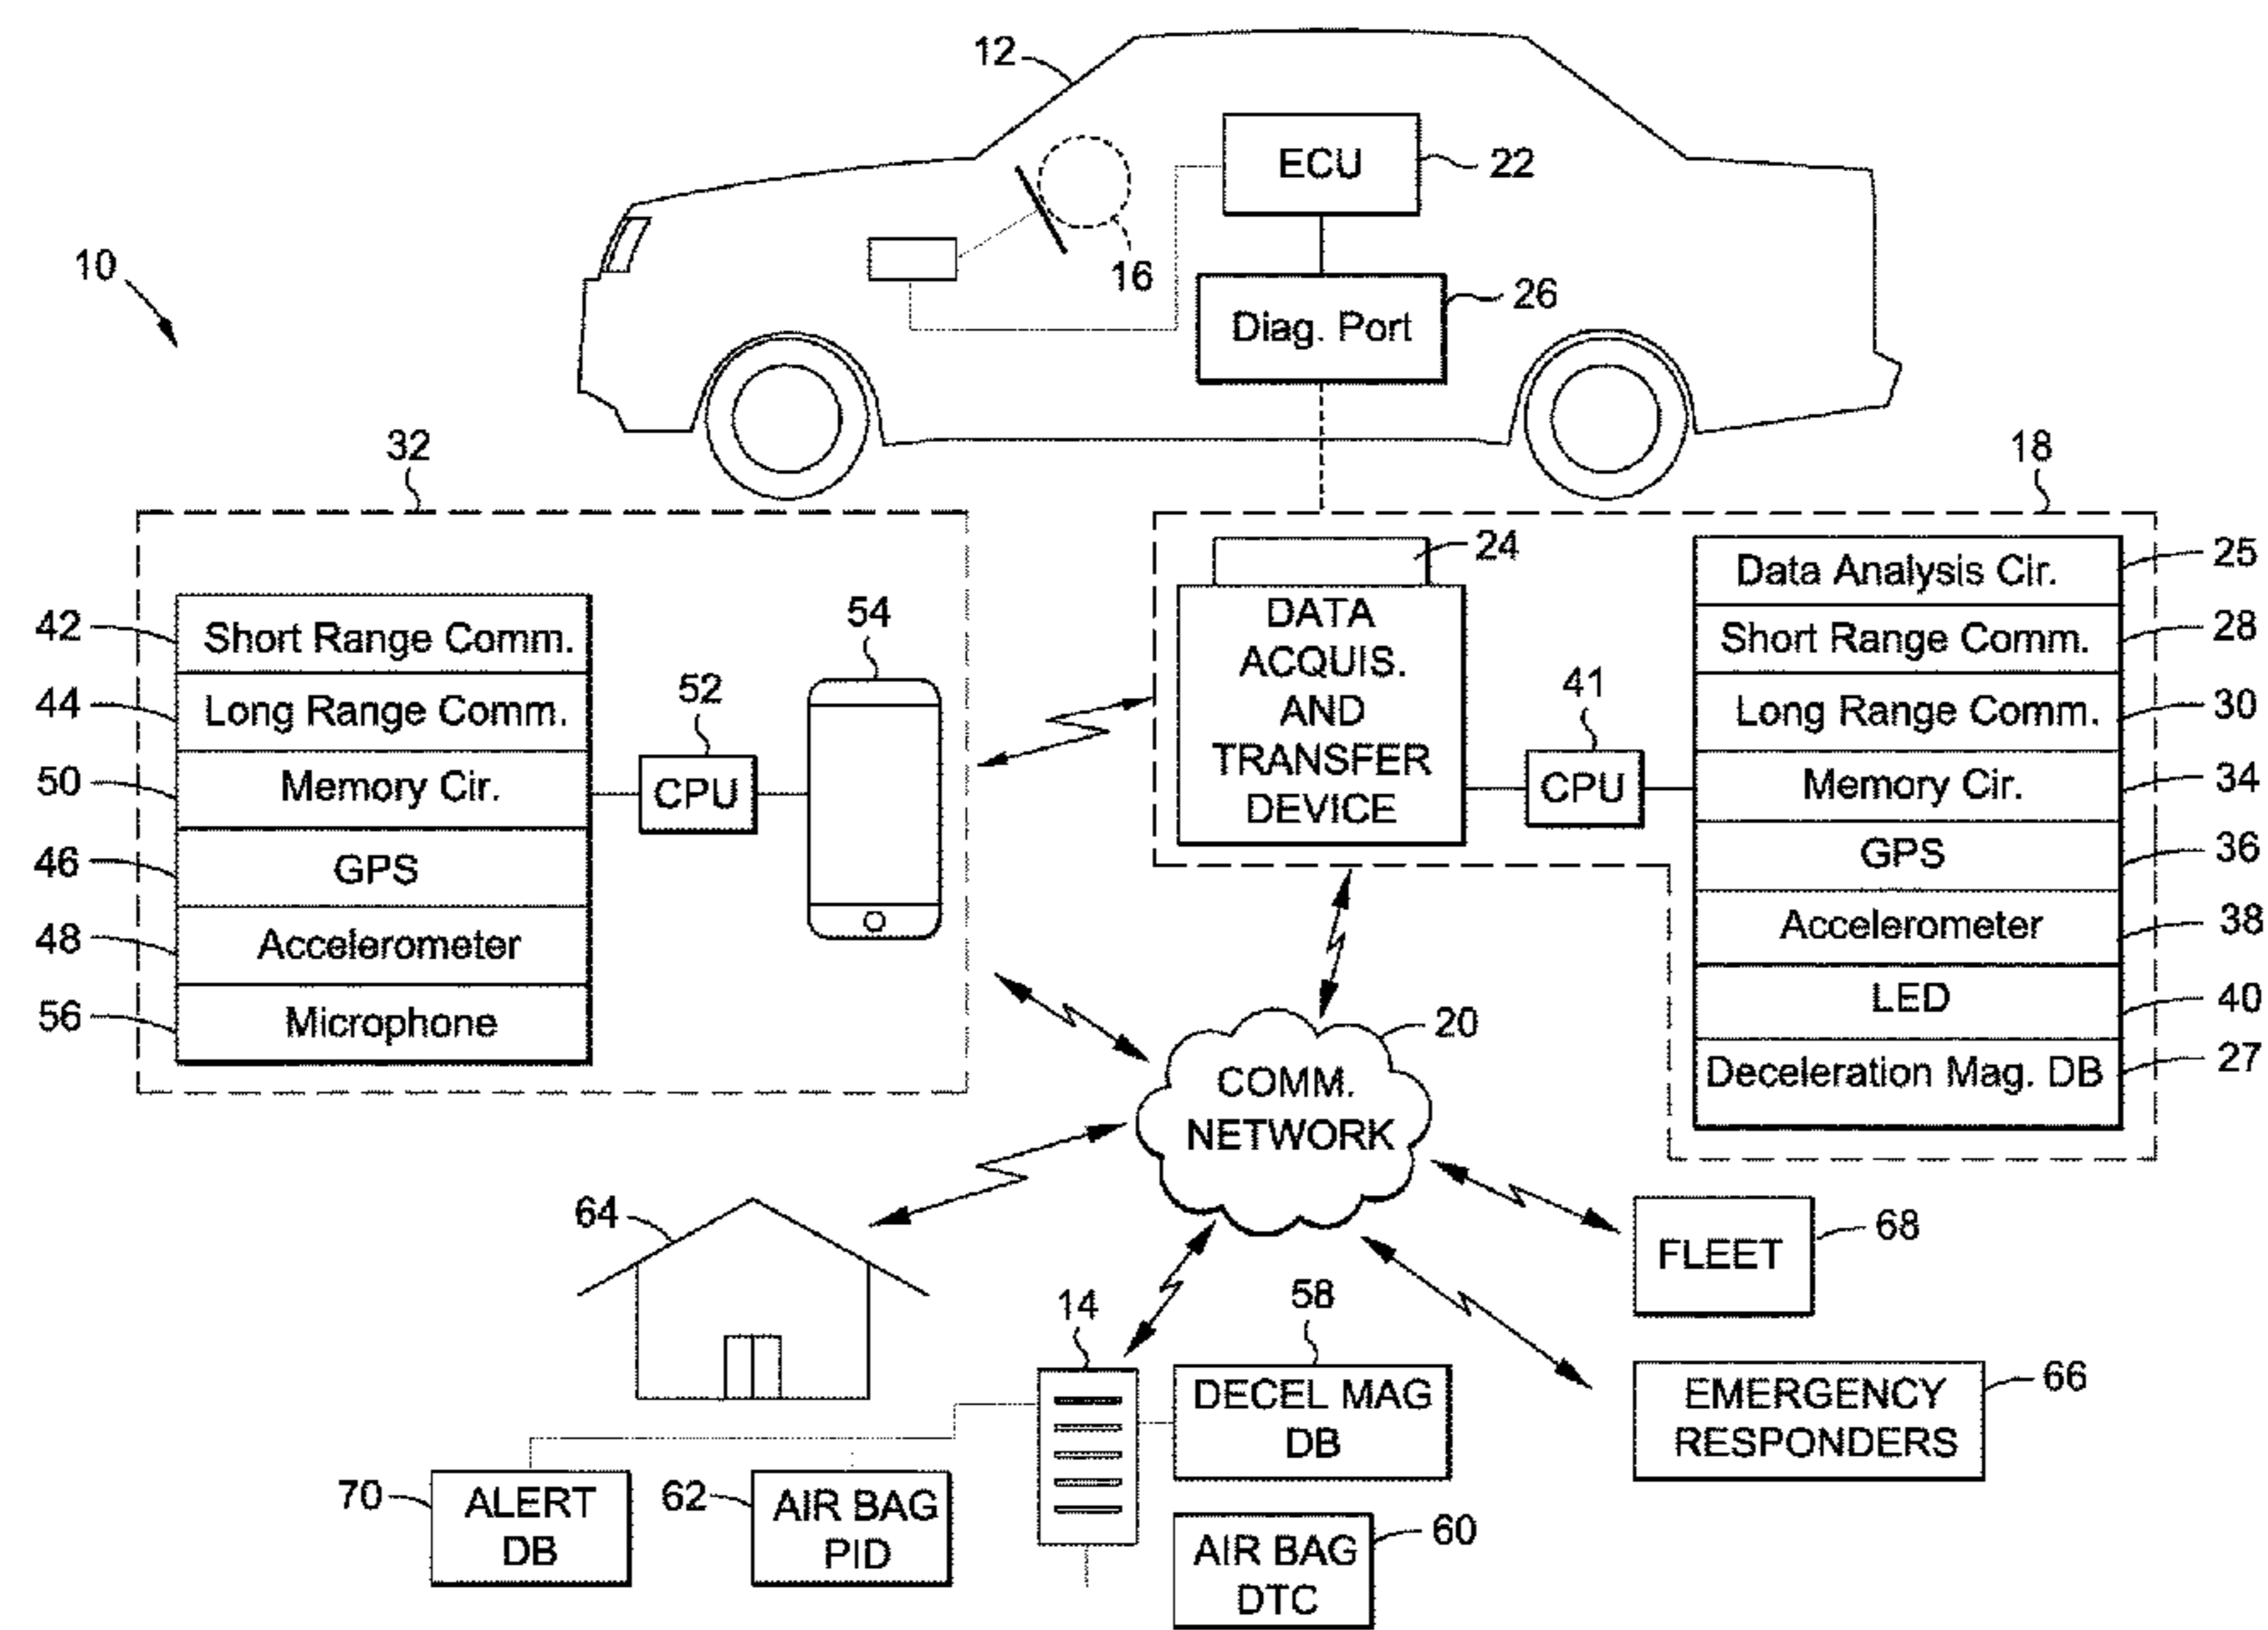 12
ECU
22
10
16
26
Diag. Port
32
18
24
25
Data Analysis Cir.
DATA
ACQUIS.
AND
TRANSFER
DEVICE
42
Short Range Comm.
54
28
Short Range Comm.
44
Long Range Comm.
52
41
30
Long Range Comm.
50
Memory Cir.
CPU
CPU
34
Memory Cir.
46
GPS
36
GPS
48
Accelerometer
38
Accelerometer
56
Microphone
40
LED
20
COMM.
NETWORK
27
Deceleration Mag. DB
64
68
FLEET
14
58
DECEL MAG
DB
66
EMERGENCY
RESPONDERS
70
ALERT
DB
62
AIR BAG
PID
60
AIR BAG
DTC